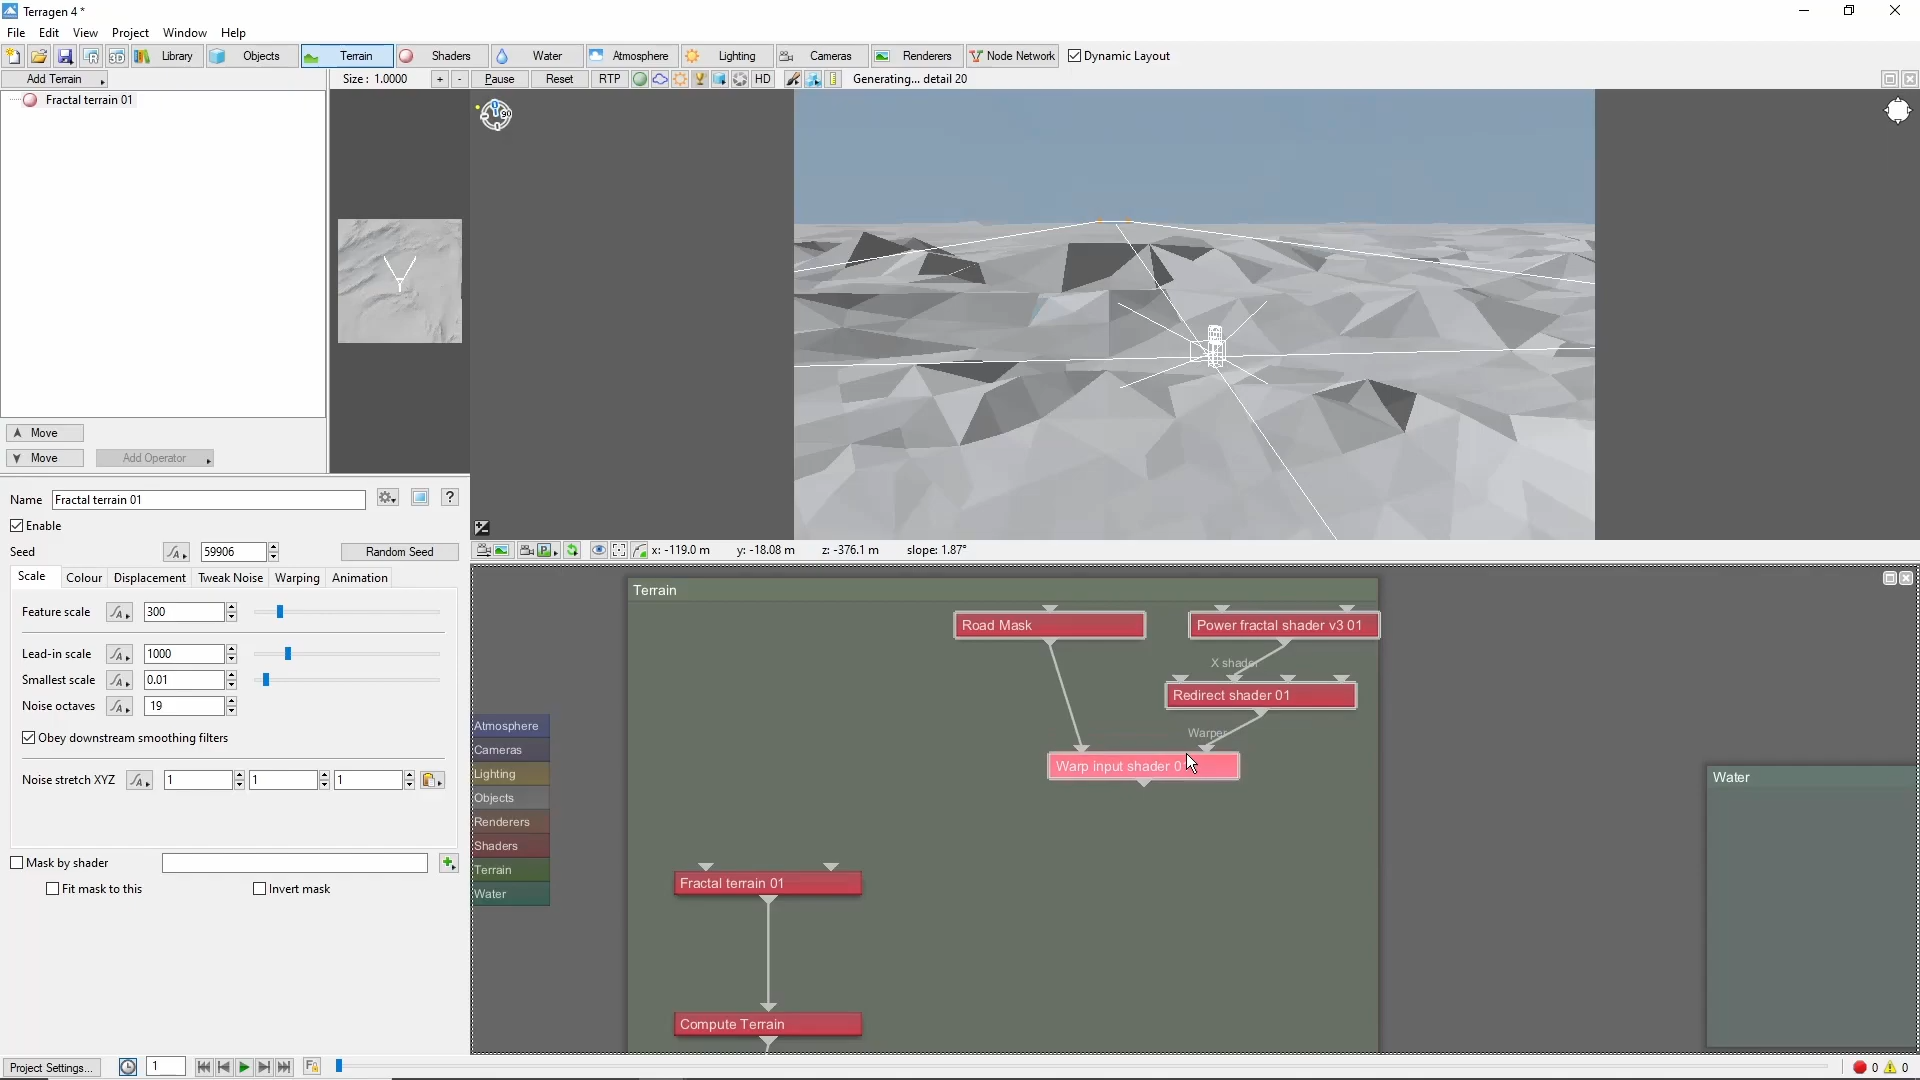 Terragen 4 *
File Edit View Project Window Help
Library Objects Terrain Shaders Water Atmosphere Lighting Cameras Renderers Node Network Dynamic Layout
Add Terrain Size : 1.0000 + - Pause Reset RTP HD Generating... detail 20
Fractal terrain 01
Move
Move Add Operator
Name Fractal terrain 01 ?
Enable
Seed 59906 Random Seed
x: -119.0 m y: -18.08 m z: -376.1 m slope: 1.87°
Scale Colour Displacement Tweak Noise Warping Animation
Feature scale 300
Lead-in scale 1000
Smallest scale 0.01
Noise octaves 19
Obey downstream smoothing filters
Noise stretch XYZ 1 1 1
Mask by shader
Fit mask to this Invert mask
Terrain
Road Mask Power fractal shader v3 01
X shader
Redirect shader 01
Warper
Warp input shader 0
Fractal terrain 01
Compute Terrain
Atmosphere
Cameras
Lighting
Objects
Renderers
Shaders
Terrain
Water
Water
Project Settings... 1 0 0